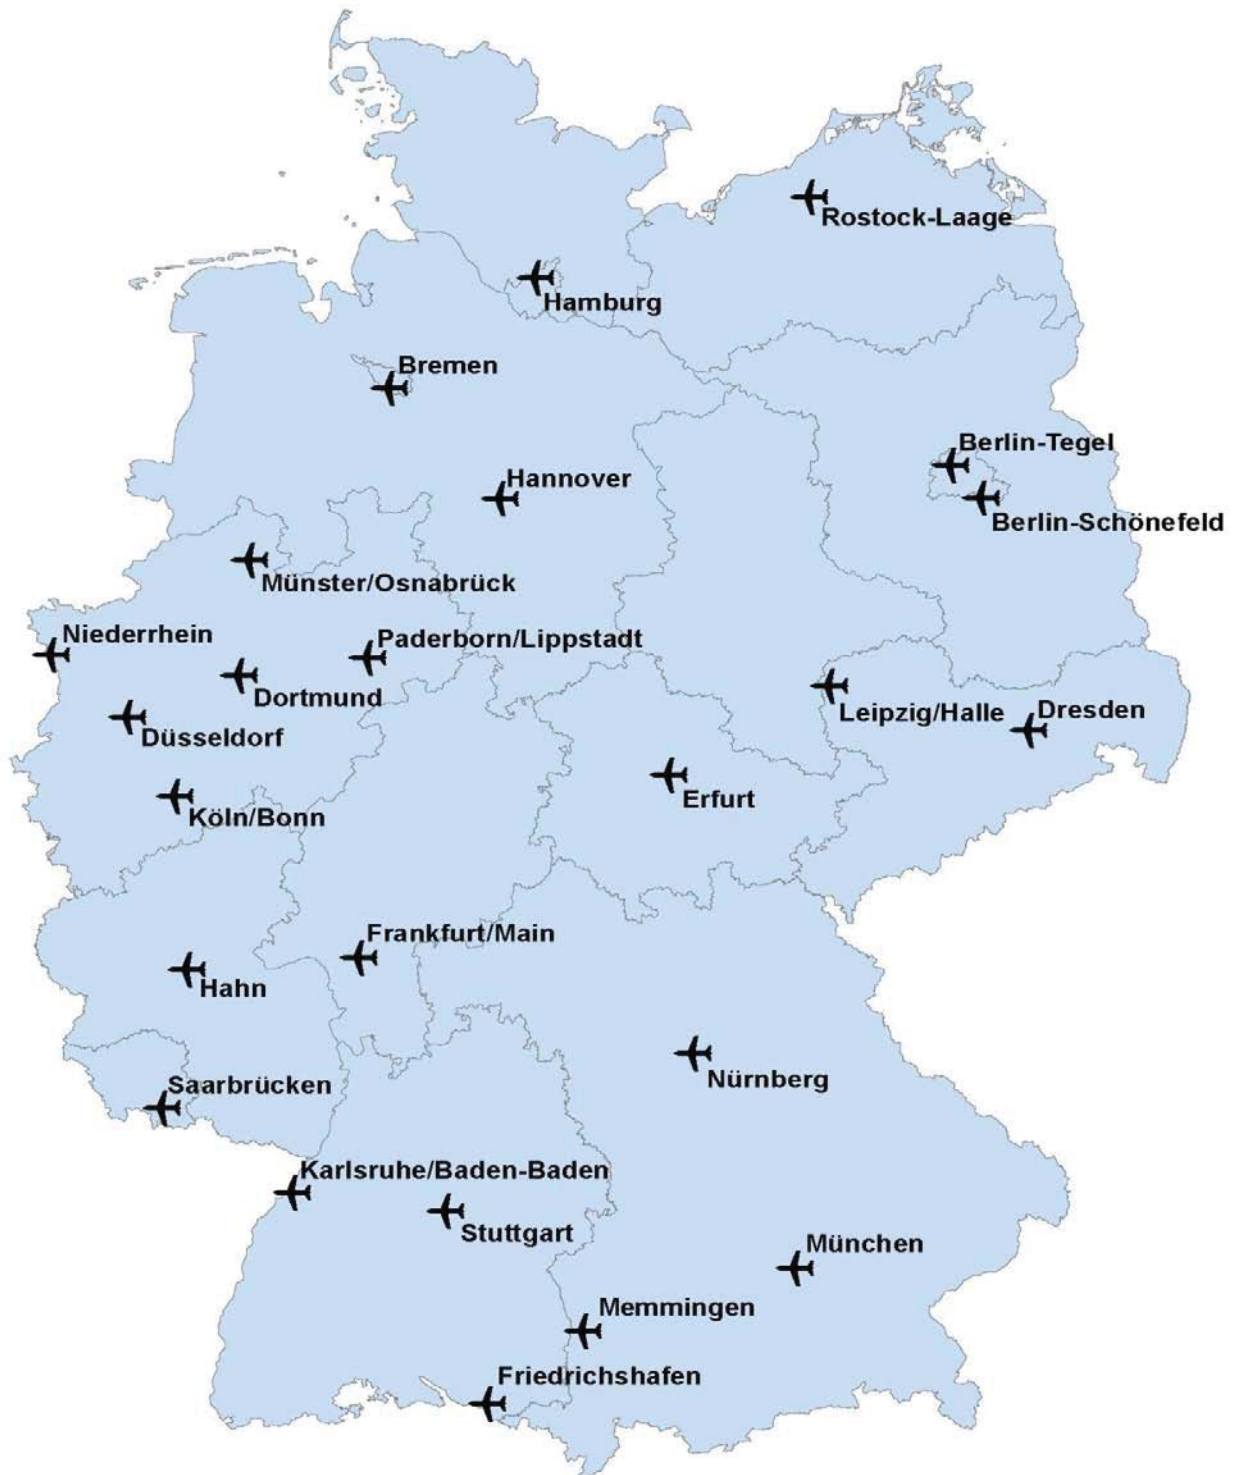 Rostock-Laage
Hamburg
Bremen
Berlin-Tegel
Hannover
Berlin-Schönefeld
Münster/Osnabrück
Niederrhein
Paderborn/Lippstadt
Dortmund
Leipzig/Halle
Dresden
Düsseldorf
Erfurt
Köln/Bonn
Frankfurt/Main
Hahn
Nürnberg
Saarbrücken
Karlsruhe/Baden-Baden
Stuttgart
München
Memmingen
Friedrichshafen